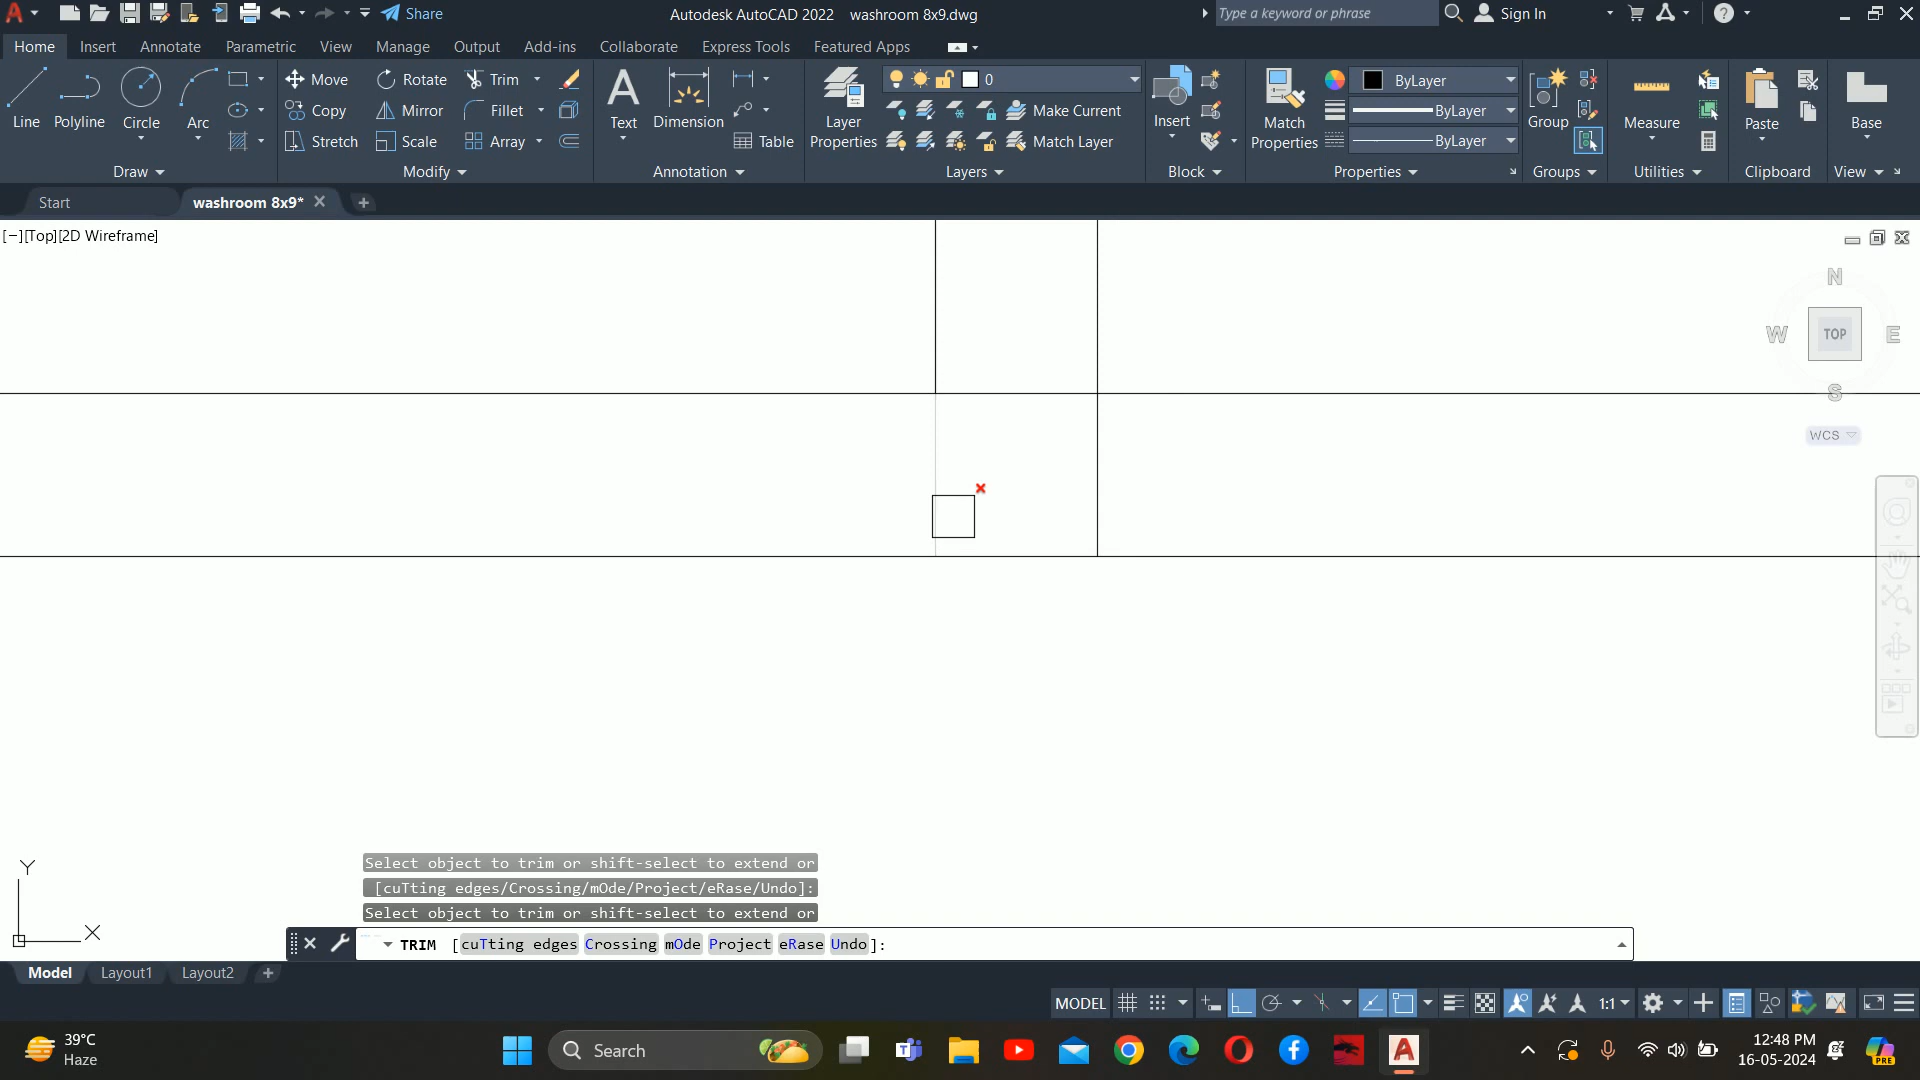 Share
Autodesk AutoCAD 2022 washroom 8x9.dwg
Type a keyword or phrase
Sign In
Home Insert Annotate Parametric View Manage Output Add-ins Collaborate Express Tools Featured Apps
Line Polyline Circle Arc
Move Rotate Trim
Copy Mirror Fillet
Stretch Scale Array
Text Dimension Table
Layer Properties
0
Make Current
Match Layer
Insert
Match Properties
ByLayer
ByLayer
ByLayer
Group
Measure
Paste
Base
Draw Modify Annotation Layers Block Properties Groups Utilities Clipboard View
Start washroom 8x9*
[−][Top][2D Wireframe]
N
W TOP E
S
WCS
Y
X
Select object to trim or shift-select to extend or
[cuTting edges/Crossing/mOde/Project/eRase/Undo]:
Select object to trim or shift-select to extend or
TRIM [cuTting edges Crossing mOde Project eRase Undo]:
Model Layout1 Layout2
MODEL 1:1
39°C
Haze
Search
12:48 PM
16-05-2024
PRE